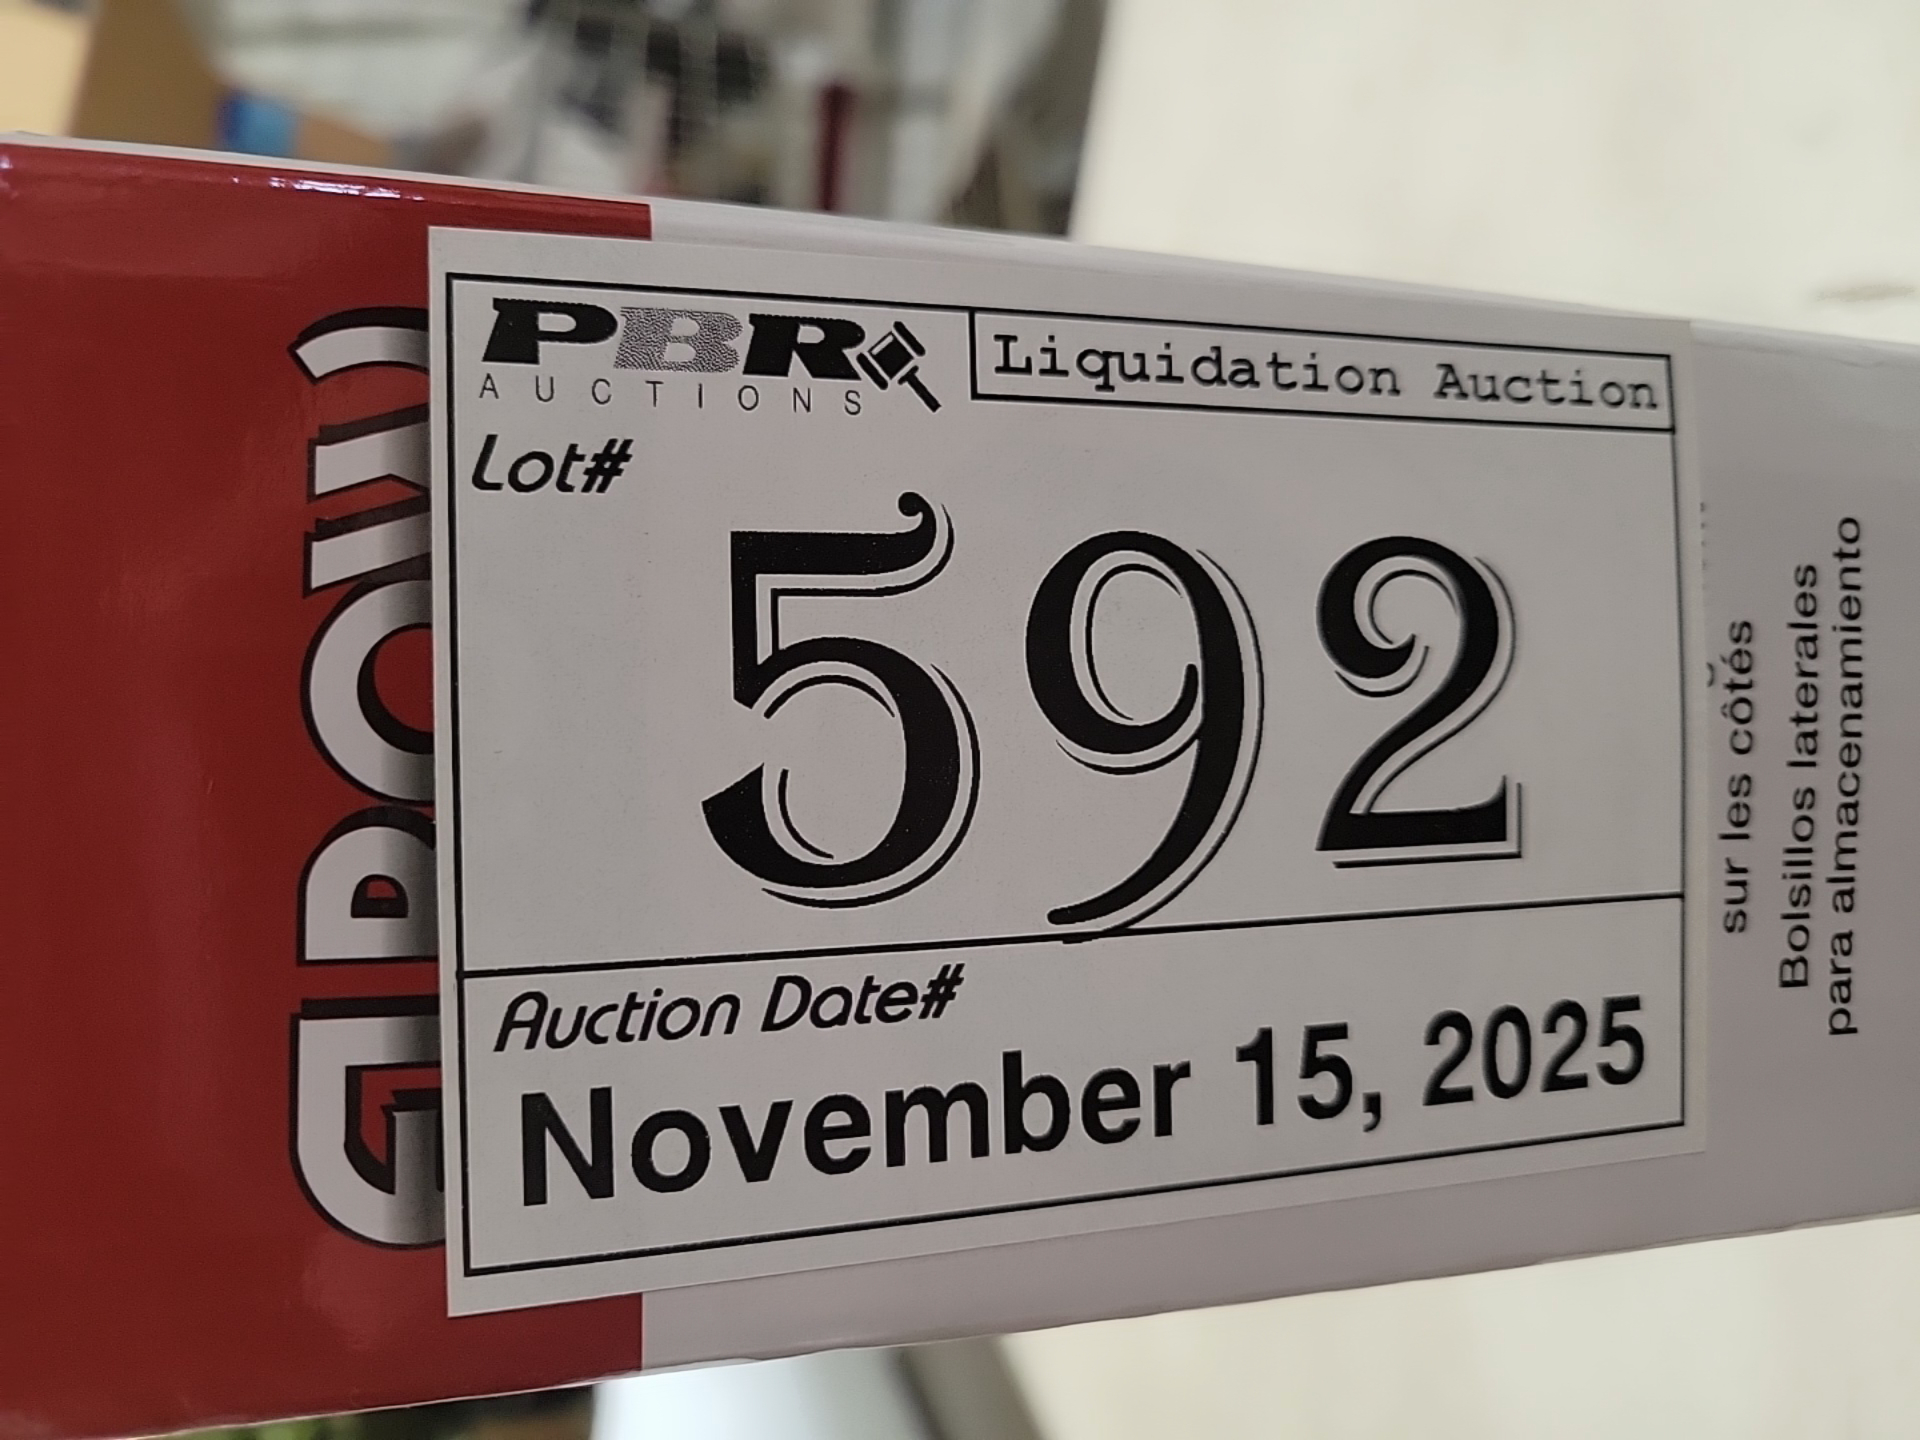 PBR
AUCTIONS
Liquidation Auction
Lot#
592
Auction Date#
November 15, 2025
sur les côtés
Bolsillos laterales
para almacenamiento